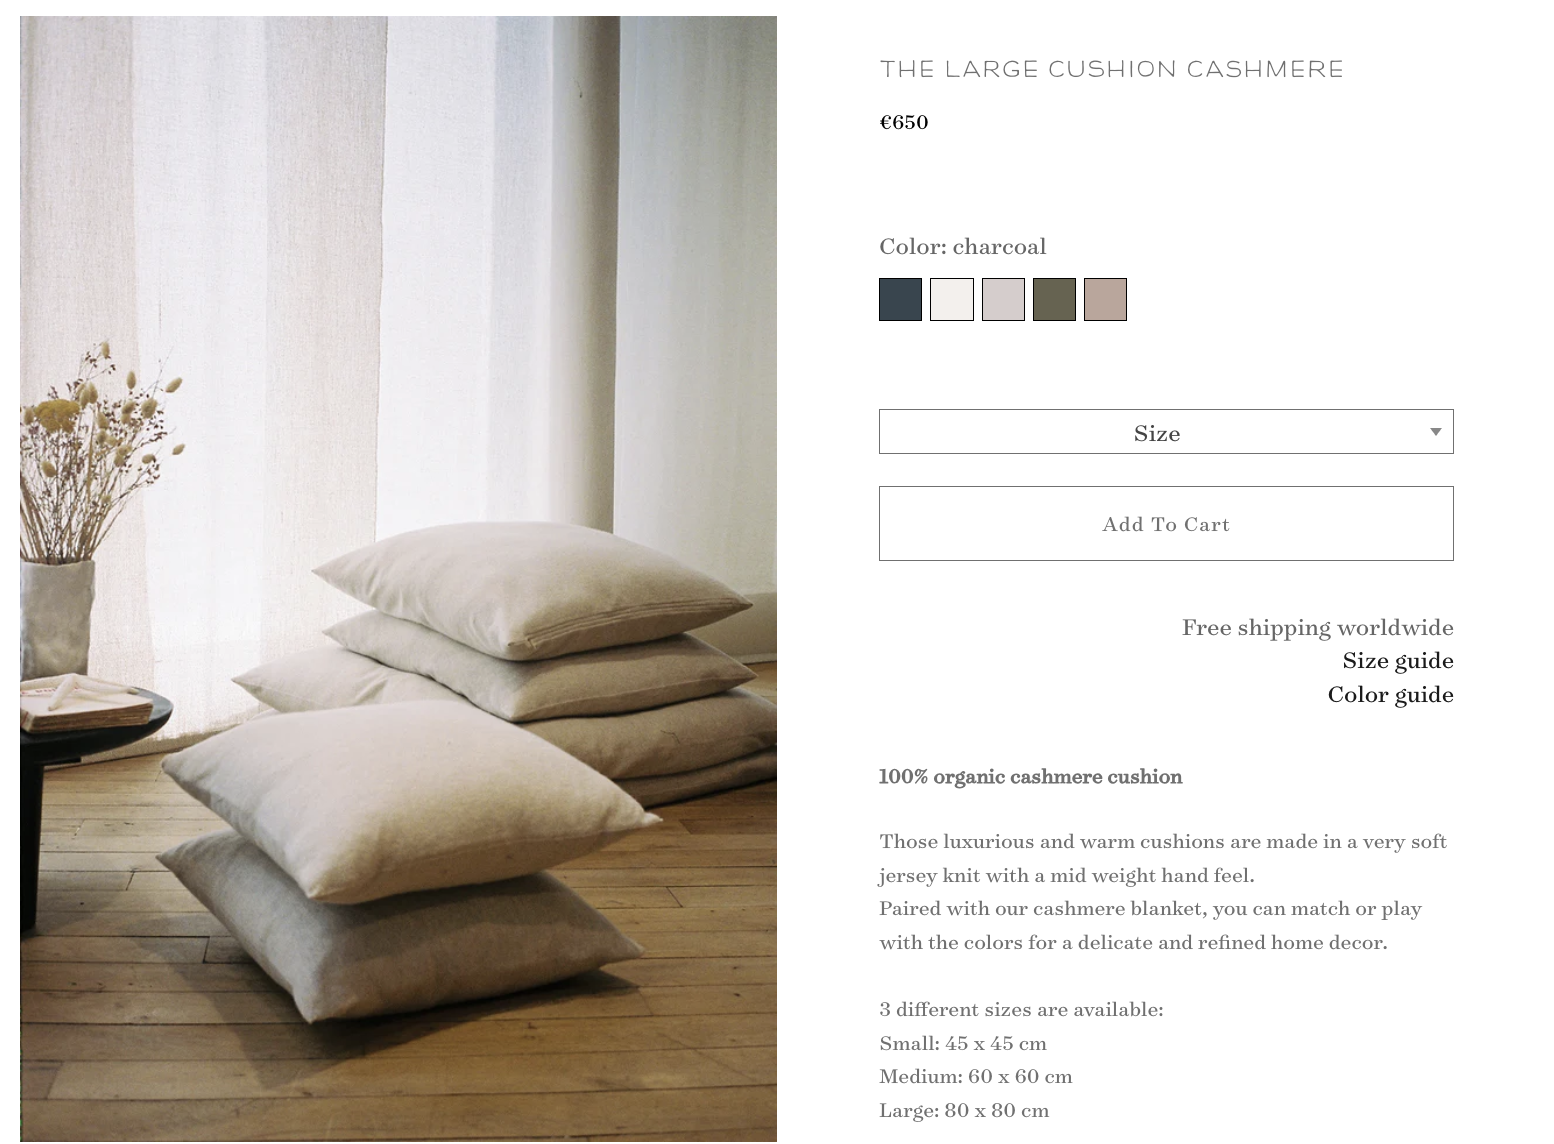 THE LARGE CUSHION CASHMERE
€650
Color: charcoal
Size
Add To Cart
Free shipping worldwide
Size guide
Color guide
100% organic cashmere cushion
Those luxurious and warm cushions are made in a very soft
jersey knit with a mid weight hand feel.
Paired with our cashmere blanket, you can match or play
with the colors for a delicate and refined home decor.
3 different sizes are available:
Small: 45 x 45 cm
Medium: 60 x 60 cm
Large: 80 x 80 cm